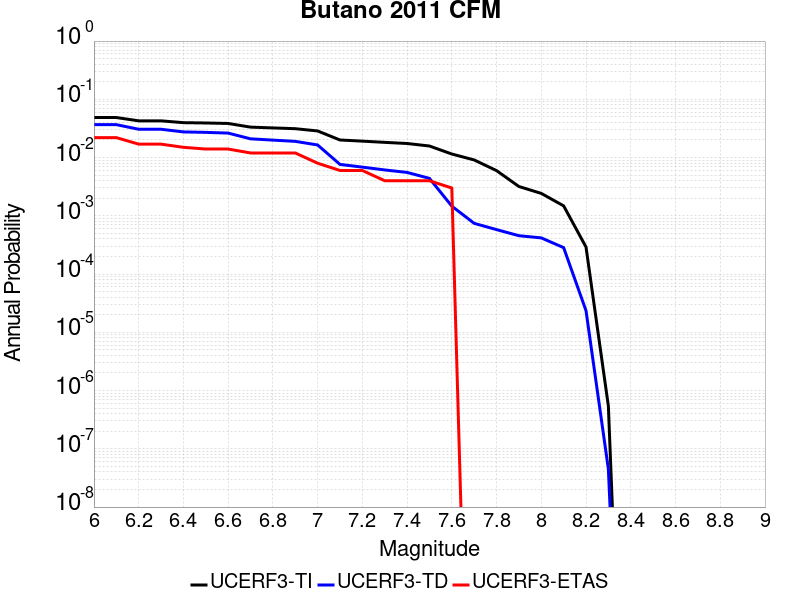 Butano 2011 CFM
10^0
10^-1
10^-2
10^-3
10^-4
10^-5
10^-6
10^-7
10^-8
Annual Probability
6 6.2 6.4 6.6 6.8 7 7.2 7.4 7.6 7.8 8 8.2 8.4 8.6 8.8 9
Magnitude
UCERF3-TI UCERF3-TD UCERF3-ETAS